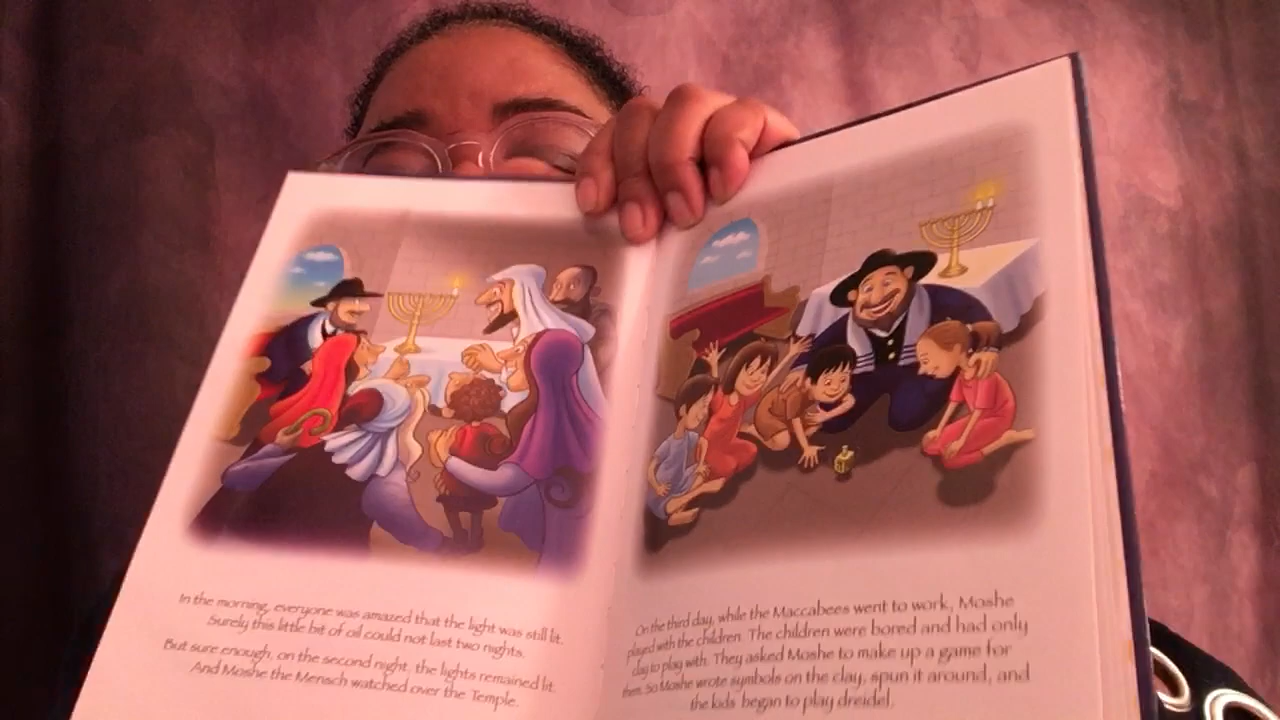 In the morning, everyone was amazed that the light was still lit.
Surely this little bit of oil could not last two nights.
But sure enough, on the second night, the lights remained lit.
And Moshe the Mensch watched over the Temple.
On the third day, while the Maccabees went to work, Moshe
played with the children. The children were bored and had only
clay to play with. They asked Moshe to make up a game for
them. So Moshe wrote symbols on the clay, spun it around, and
the kids began to play dreidel.